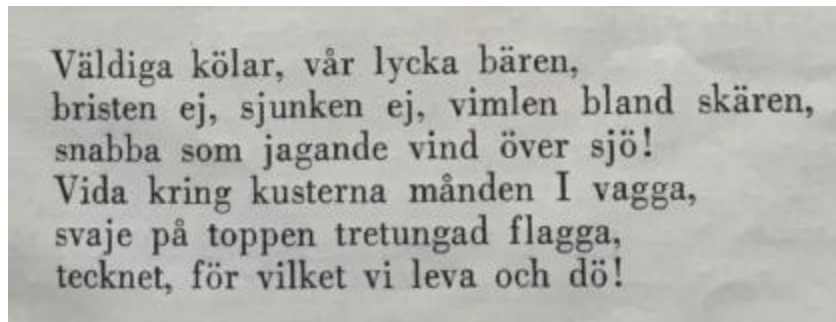 Väldiga kölar, vår lycka bären,
bristen ej, sjunken ej, vimlen bland skären,
snabba som jagande vind över sjö!
Vida kring kusterna månden I vagga,
svaje på toppen tretungad flagga,
tecknet, för vilket vi leva och dö!